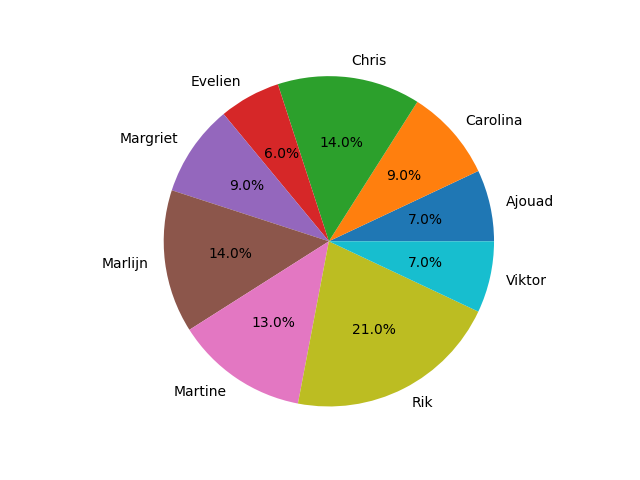 Chris
Evelien
Carolina
Margriet
14.0%
6.0%
9.0%
9.0%
Ajouad
7.0%
Marlijn
14.0%
7.0%
Viktor
13.0%
21.0%
Martine
Rik